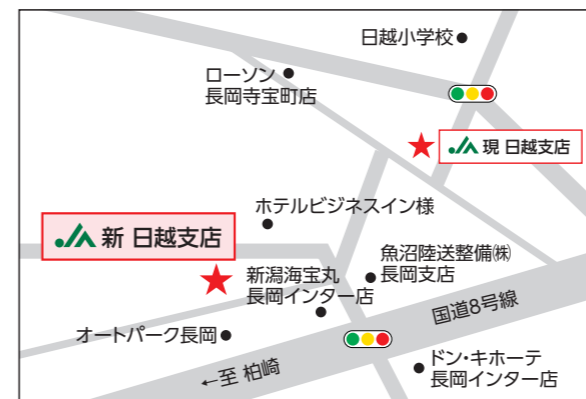 日越小学校
ローソン
長岡寺宝町店
JA 現 日越支店
ホテルビジネスイン様
JA 新 日越支店
魚沼陸送整備㈱
長岡支店
新潟海宝丸
長岡インター店
国道8号線
オートパーク長岡
←至 柏崎
ドン・キホーテ
長岡インター店